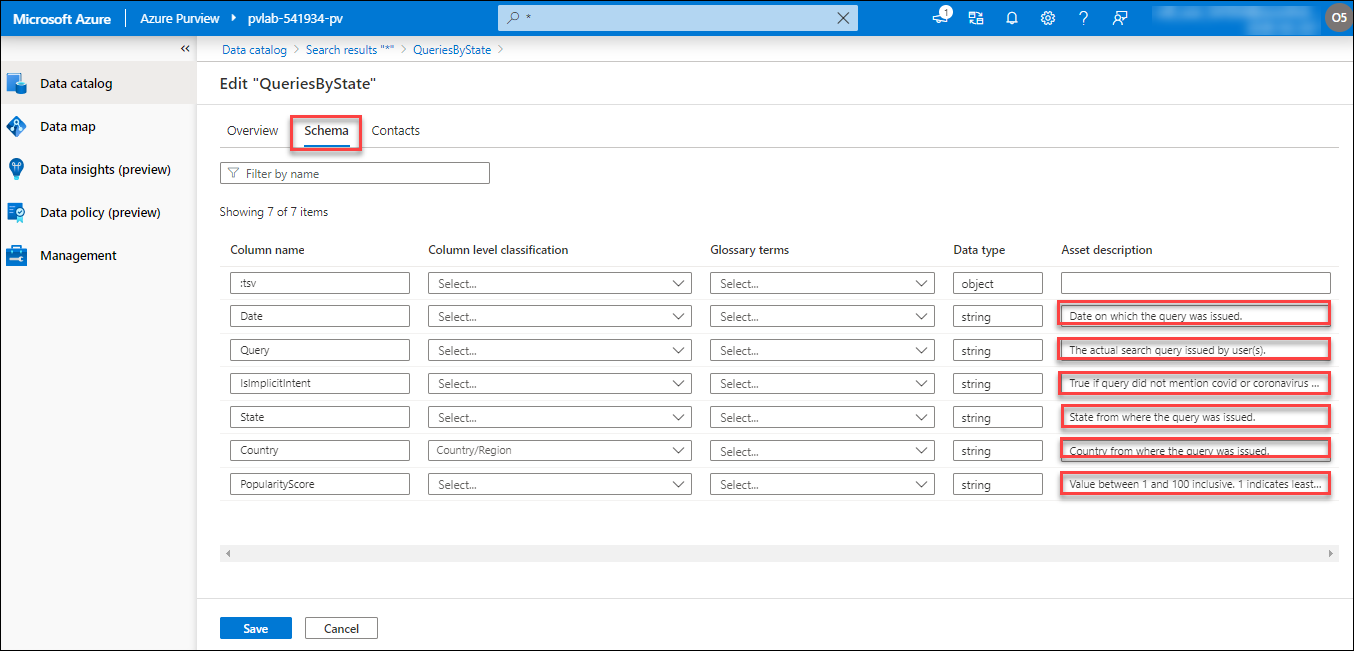 Microsoft Azure Azure Purview pvlab-541934-pv * 1 O5
Data catalog Search results "*" QueriesByState
Data catalog
Data map
Data insights (preview)
Data policy (preview)
Management
Edit "QueriesByState"
Overview Schema Contacts
Filter by name
Showing 7 of 7 items
Column name Column level classification Glossary terms Data type Asset description
:tsv Select... Select... object
Date Select... Select... string Date on which the query was issued.
Query Select... Select... string The actual search query issued by user(s).
IsImplicitIntent Select... Select... string True if query did not mention covid or coronavirus ...
State Select... Select... string State from where the query was issued.
Country Country/Region Select... string Country from where the query was issued.
PopularityScore Select... Select... string Value between 1 and 100 inclusive. 1 indicates least...
Save Cancel